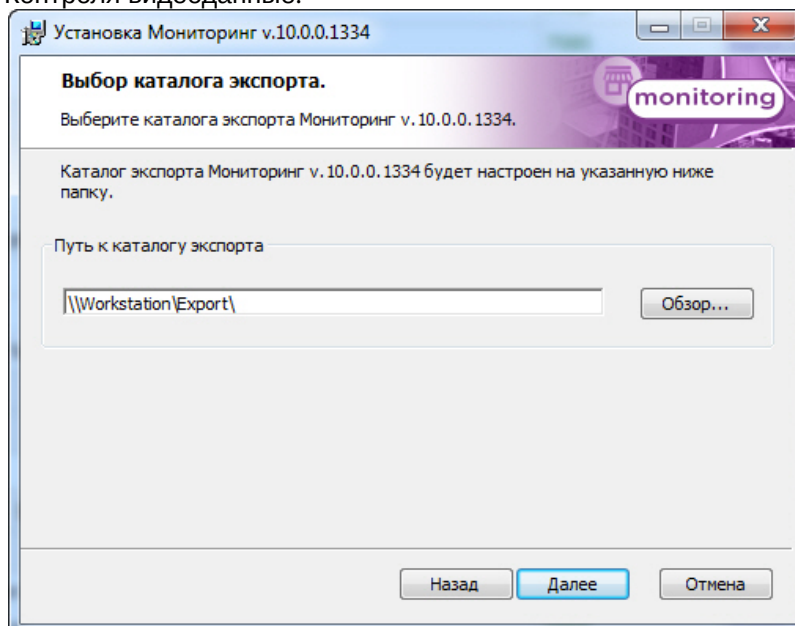 Контроля видеоданные.
Установка Мониторинг v.10.0.0.1334
Выбор каталога экспорта.
monitoring
Выберите каталога экспорта Мониторинг v.10.0.0.1334.
Каталог экспорта Мониторинг v.10.0.0.1334 будет настроен на указанную ниже
папку.
Путь к каталогу экспорта
\\Workstation\Export\
Обзор...
Назад
Далее
Отмена